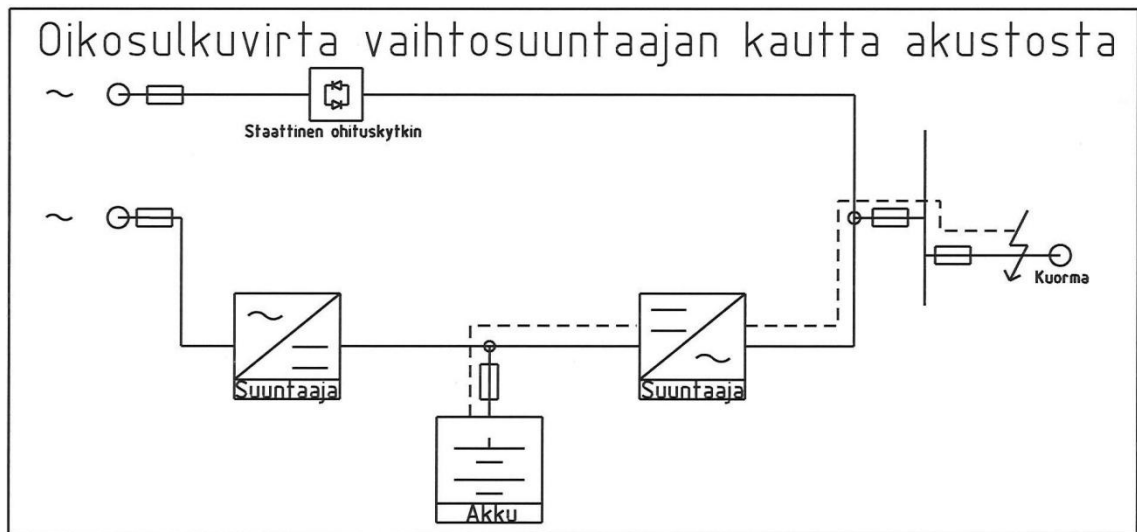 Oikosulkuvirta vaihtosuuntaajan kautta akustosta
Staattinen ohituskytkin
Kuorma
Suuntaaja
Suuntaaja
Akku